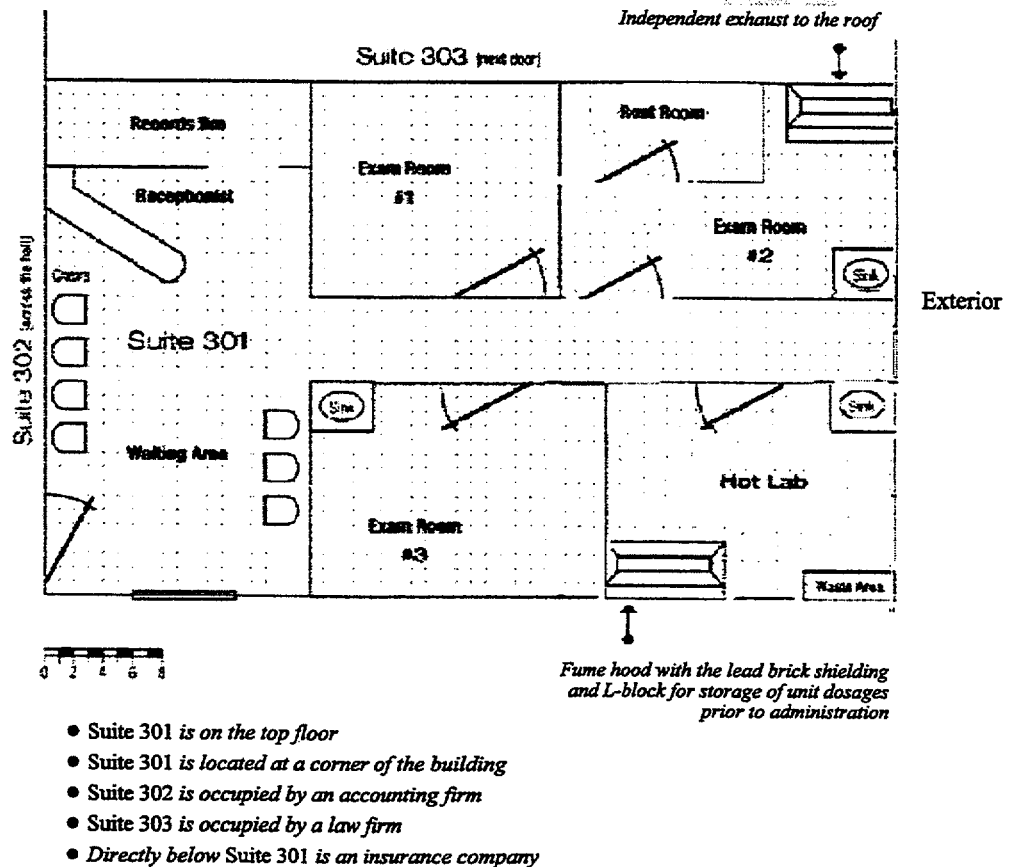 Independent exhaust to the roof
Suite 303 [next door]
Records Rm
Rest Room
Exam Room
#1
Receptionist
Exam Room
#2
Sink
Chairs
Exterior
Suite 302 [across the hall]
Suite 301
Sink
Sink
Waiting Area
Hot Lab
Exam Room
#3
Waste Area
0 2 4 6 8
Fume hood with the lead brick shielding
and L-block for storage of unit dosages
prior to administration
● Suite 301 is on the top floor
● Suite 301 is located at a corner of the building
● Suite 302 is occupied by an accounting firm
● Suite 303 is occupied by a law firm
● Directly below Suite 301 is an insurance company